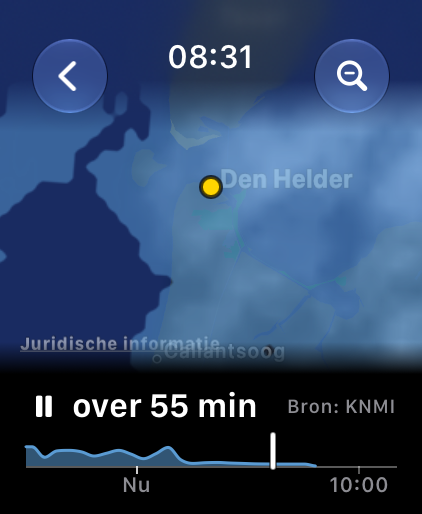 08:31
Den Helder
Juridische informatie
Callantsoog
over 55 min
Bron: KNMI
Nu
10:00